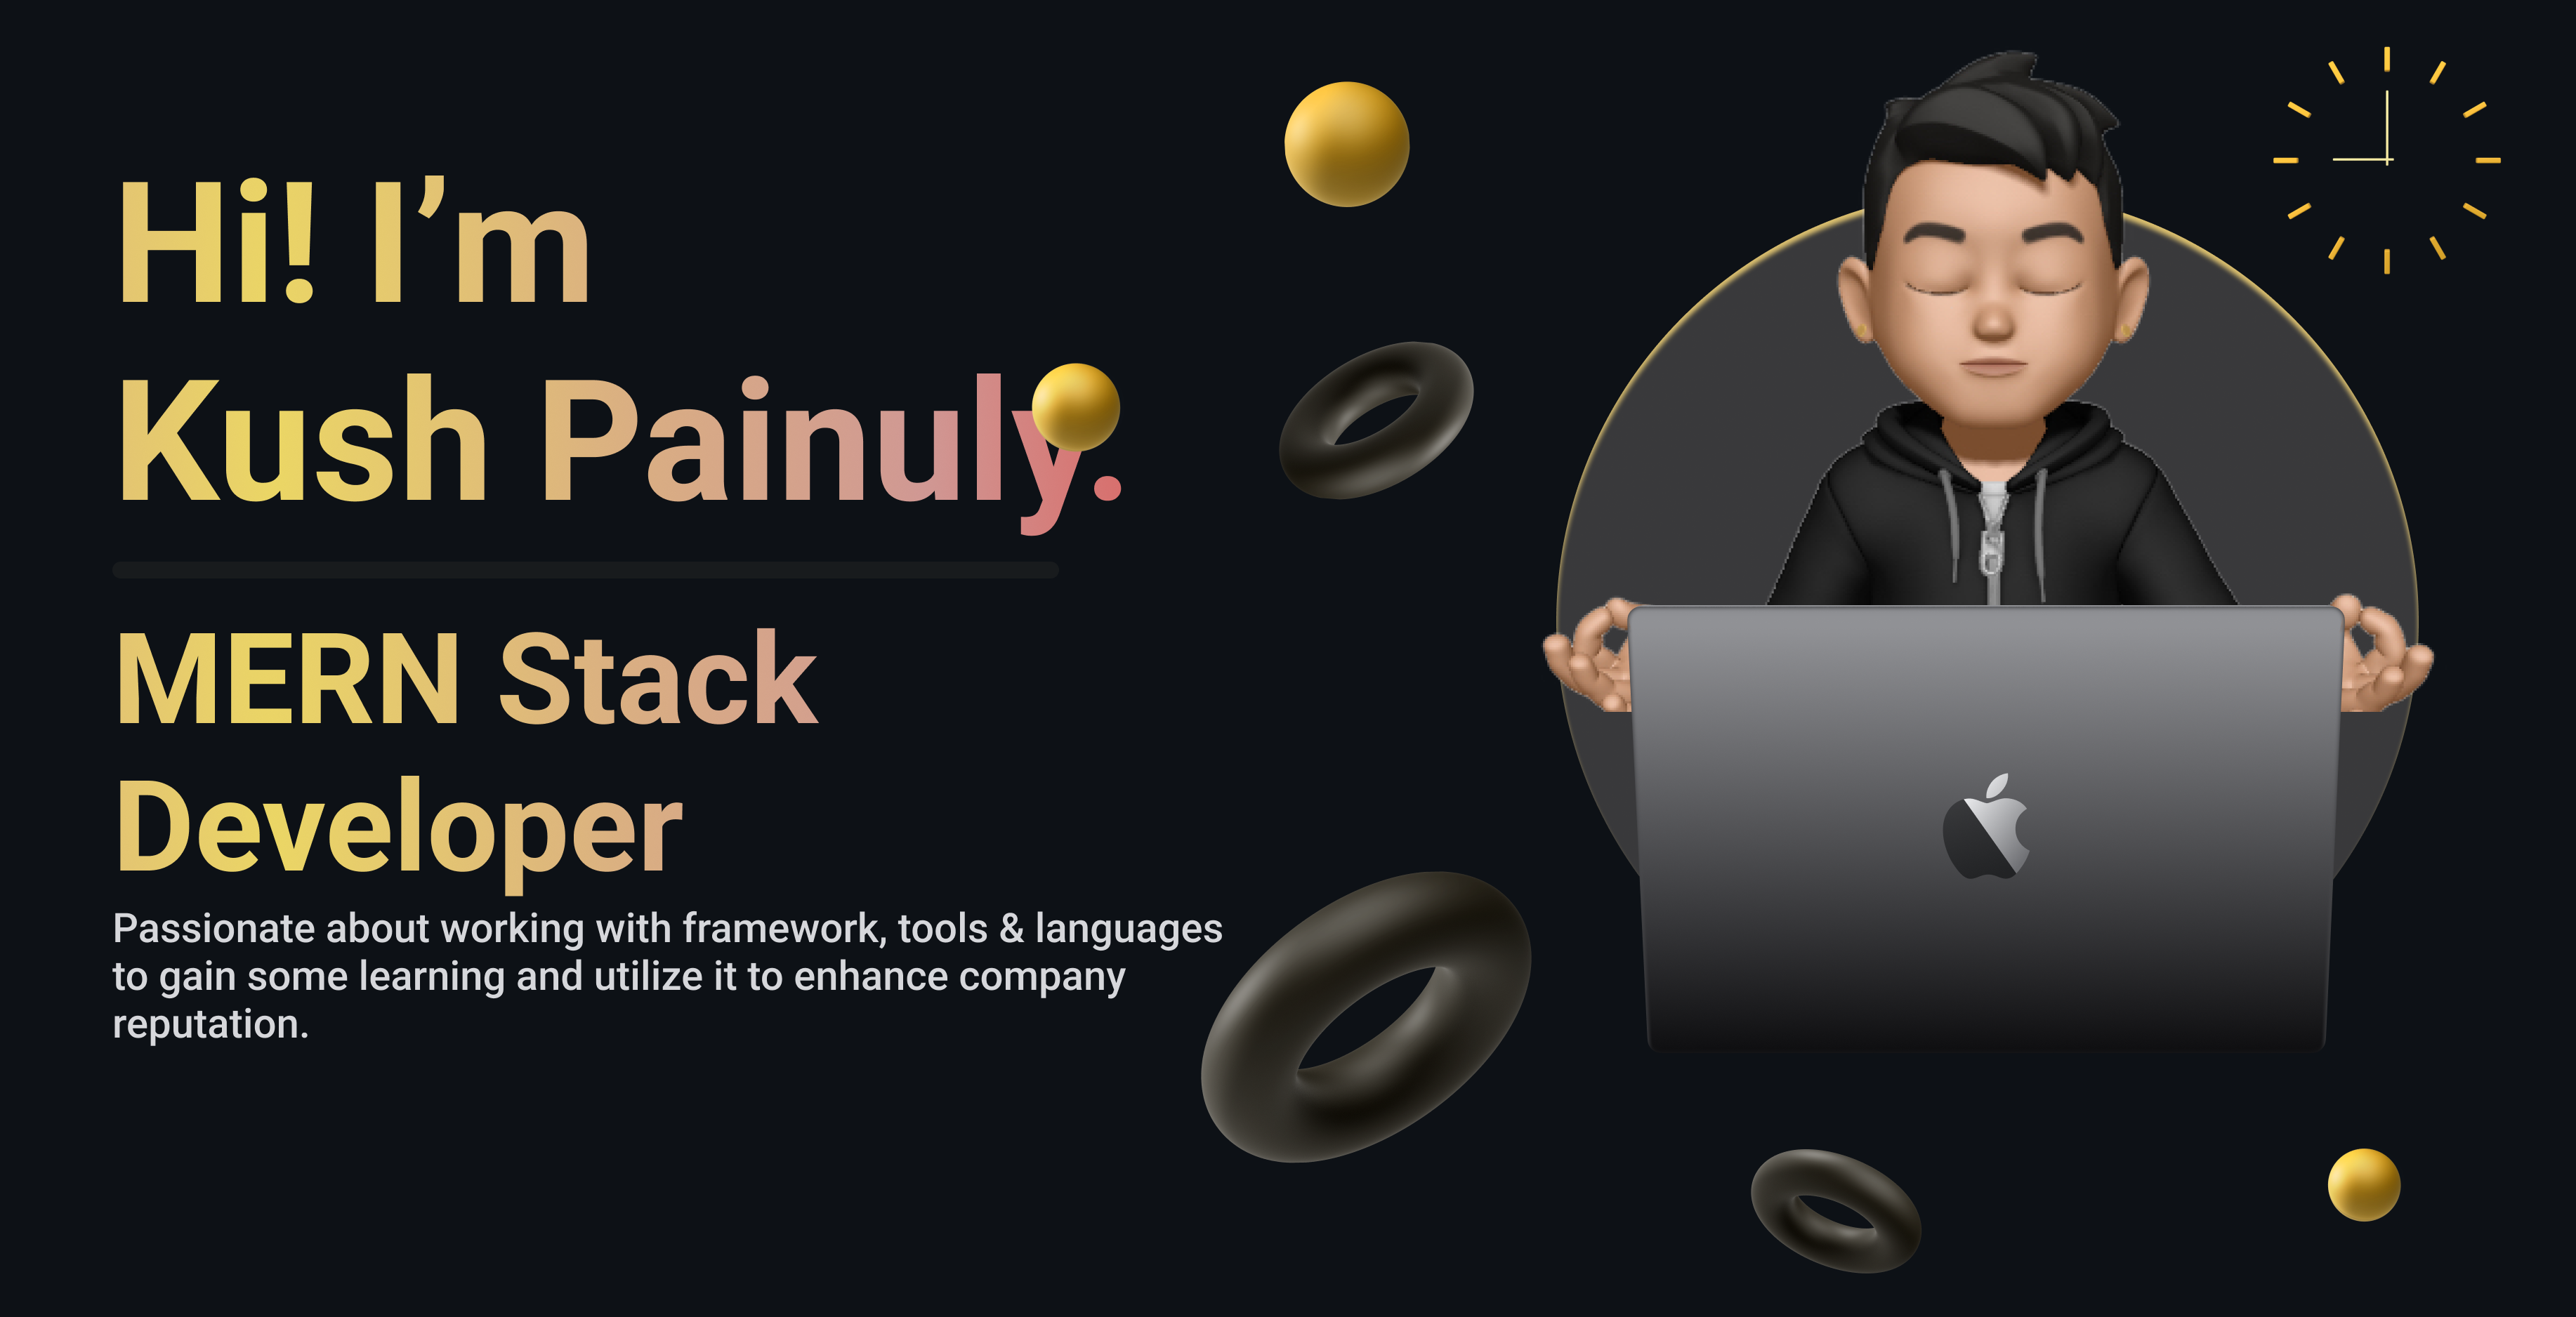 Hi! I’m
Kush Painuly.
MERN Stack
Developer
Passionate about working with framework, tools & languages
to gain some learning and utilize it to enhance company
reputation.